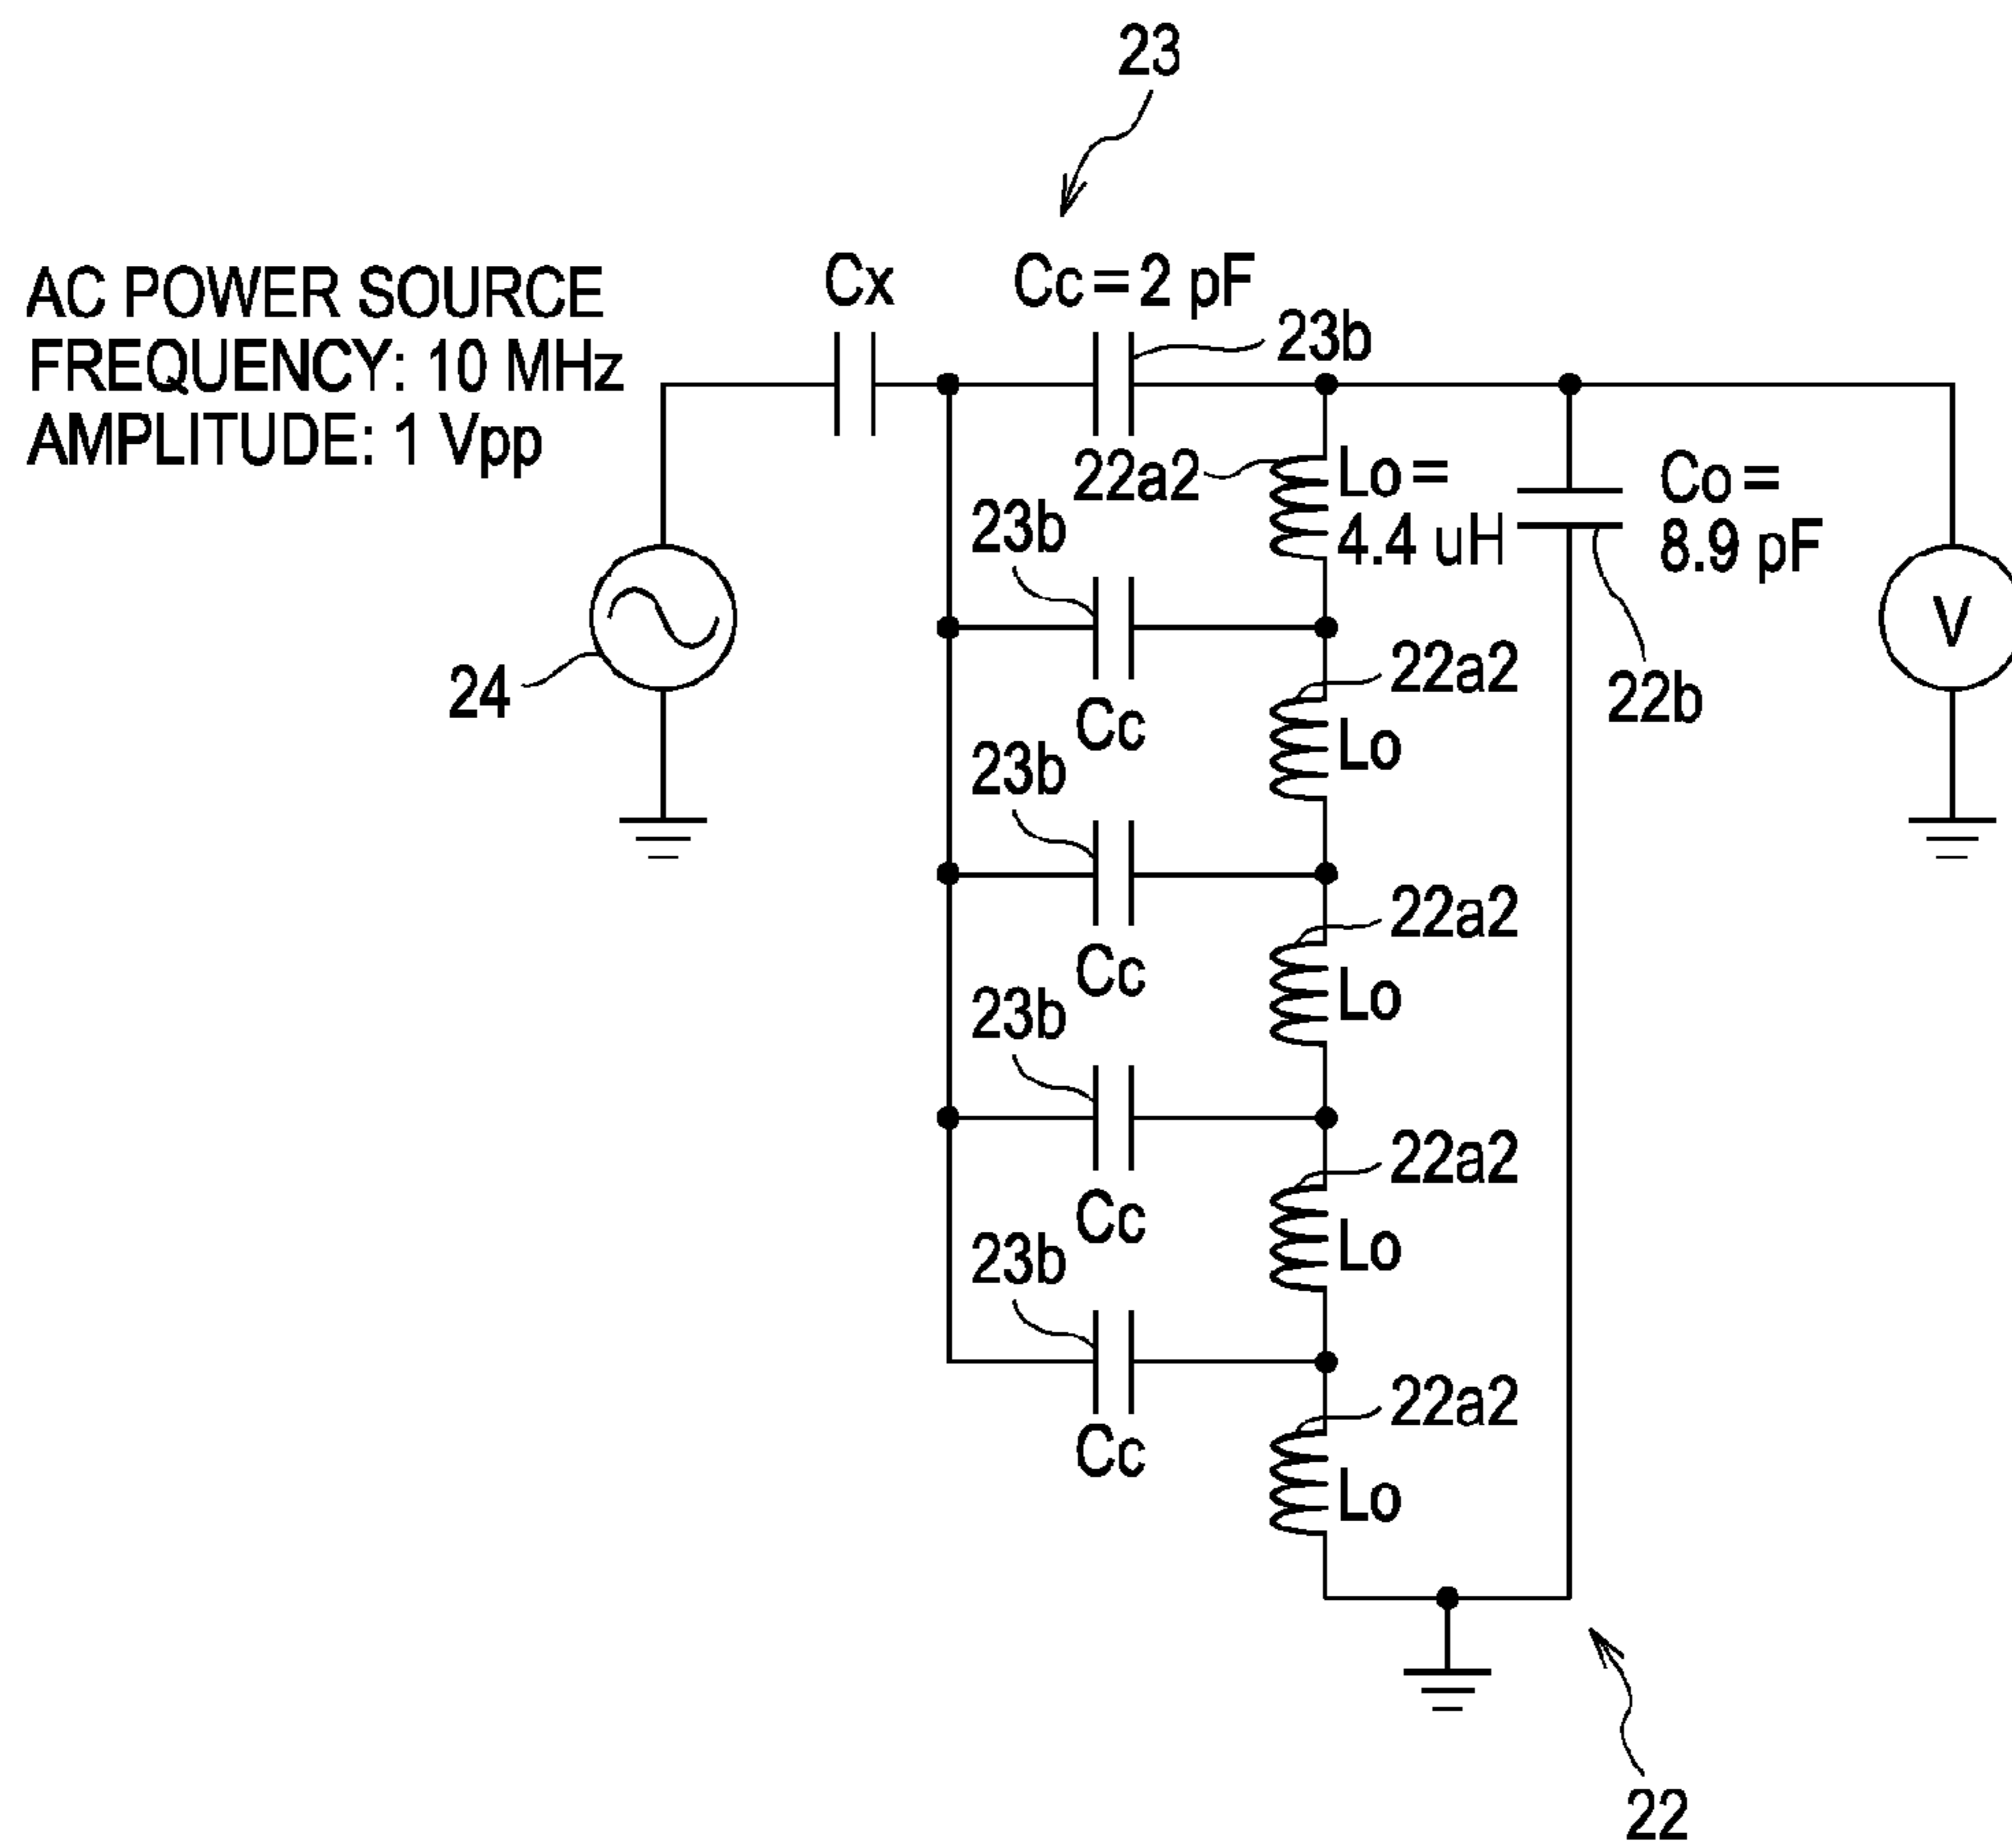 23
AC POWER SOURCE
FREQUENCY: 10 MHz
AMPLITUDE: 1 Vpp
Cx
Cc = 2 pF
23b
22a2
Lo =
4.4 uH
Co =
8.9 pF
23b
V
24
22a2
22b
Cc
Lo
23b
22a2
Cc
Lo
23b
22a2
Cc
Lo
23b
22a2
Cc
Lo
22